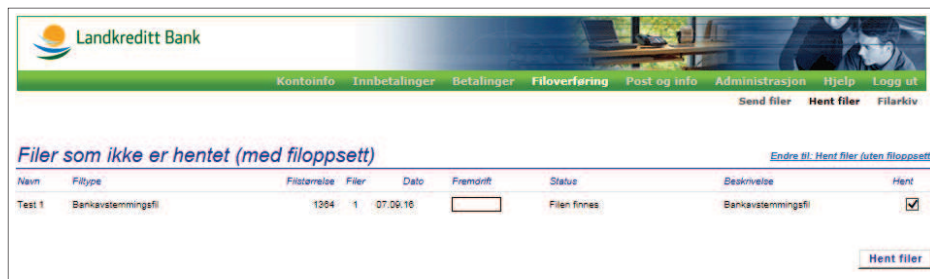 Landkreditt Bank
Kontoinfo Innbetalinger Betalinger Filoverføring Post og info Administrasjon Hjelp Logg ut
Send filer Hent filer Filarkiv
Filer som ikke er hentet (med filoppsett)
Endre til: Hent filer (uten filoppsett
Navn Filtype Filstørrelse Filer Dato Fremdrift Status Beskrivelse Hent
Test 1 Bankavstemmingsfil 1364 1 07.09.16 Filen finnes Bankavstemmingsfil
Hent filer